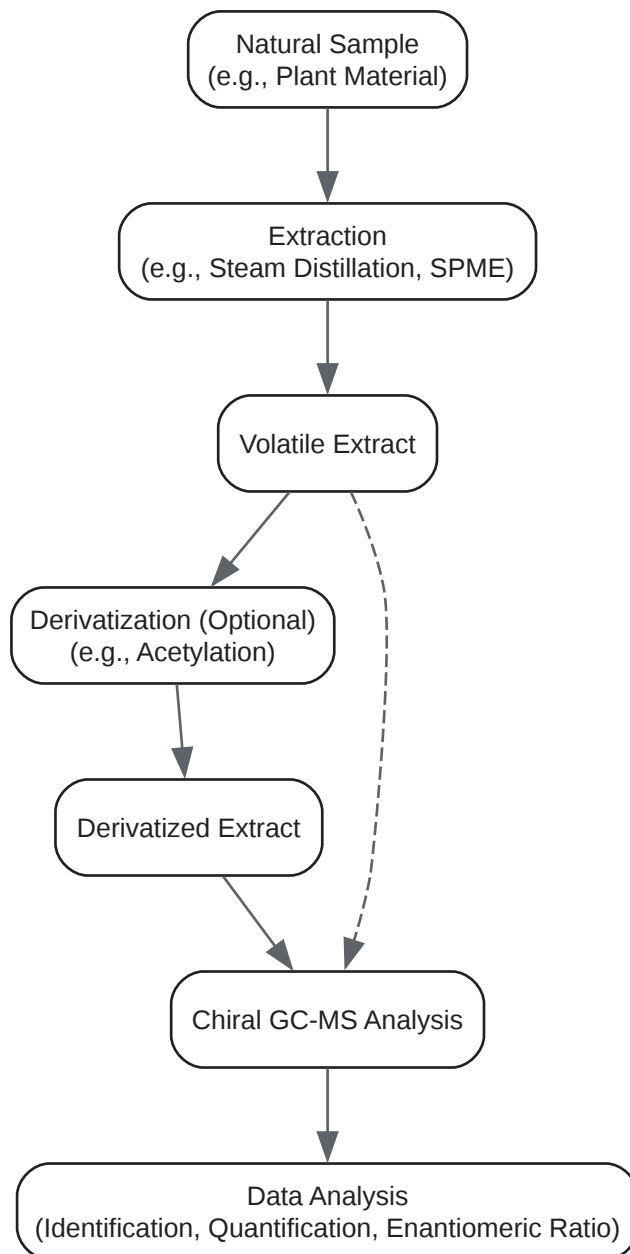 Natural Sample
(e.g., Plant Material)
Extraction
(e.g., Steam Distillation, SPME)
Volatile Extract
Derivatization (Optional)
(e.g., Acetylation)
Derivatized Extract
Chiral GC-MS Analysis
Data Analysis
(Identification, Quantification, Enantiomeric Ratio)